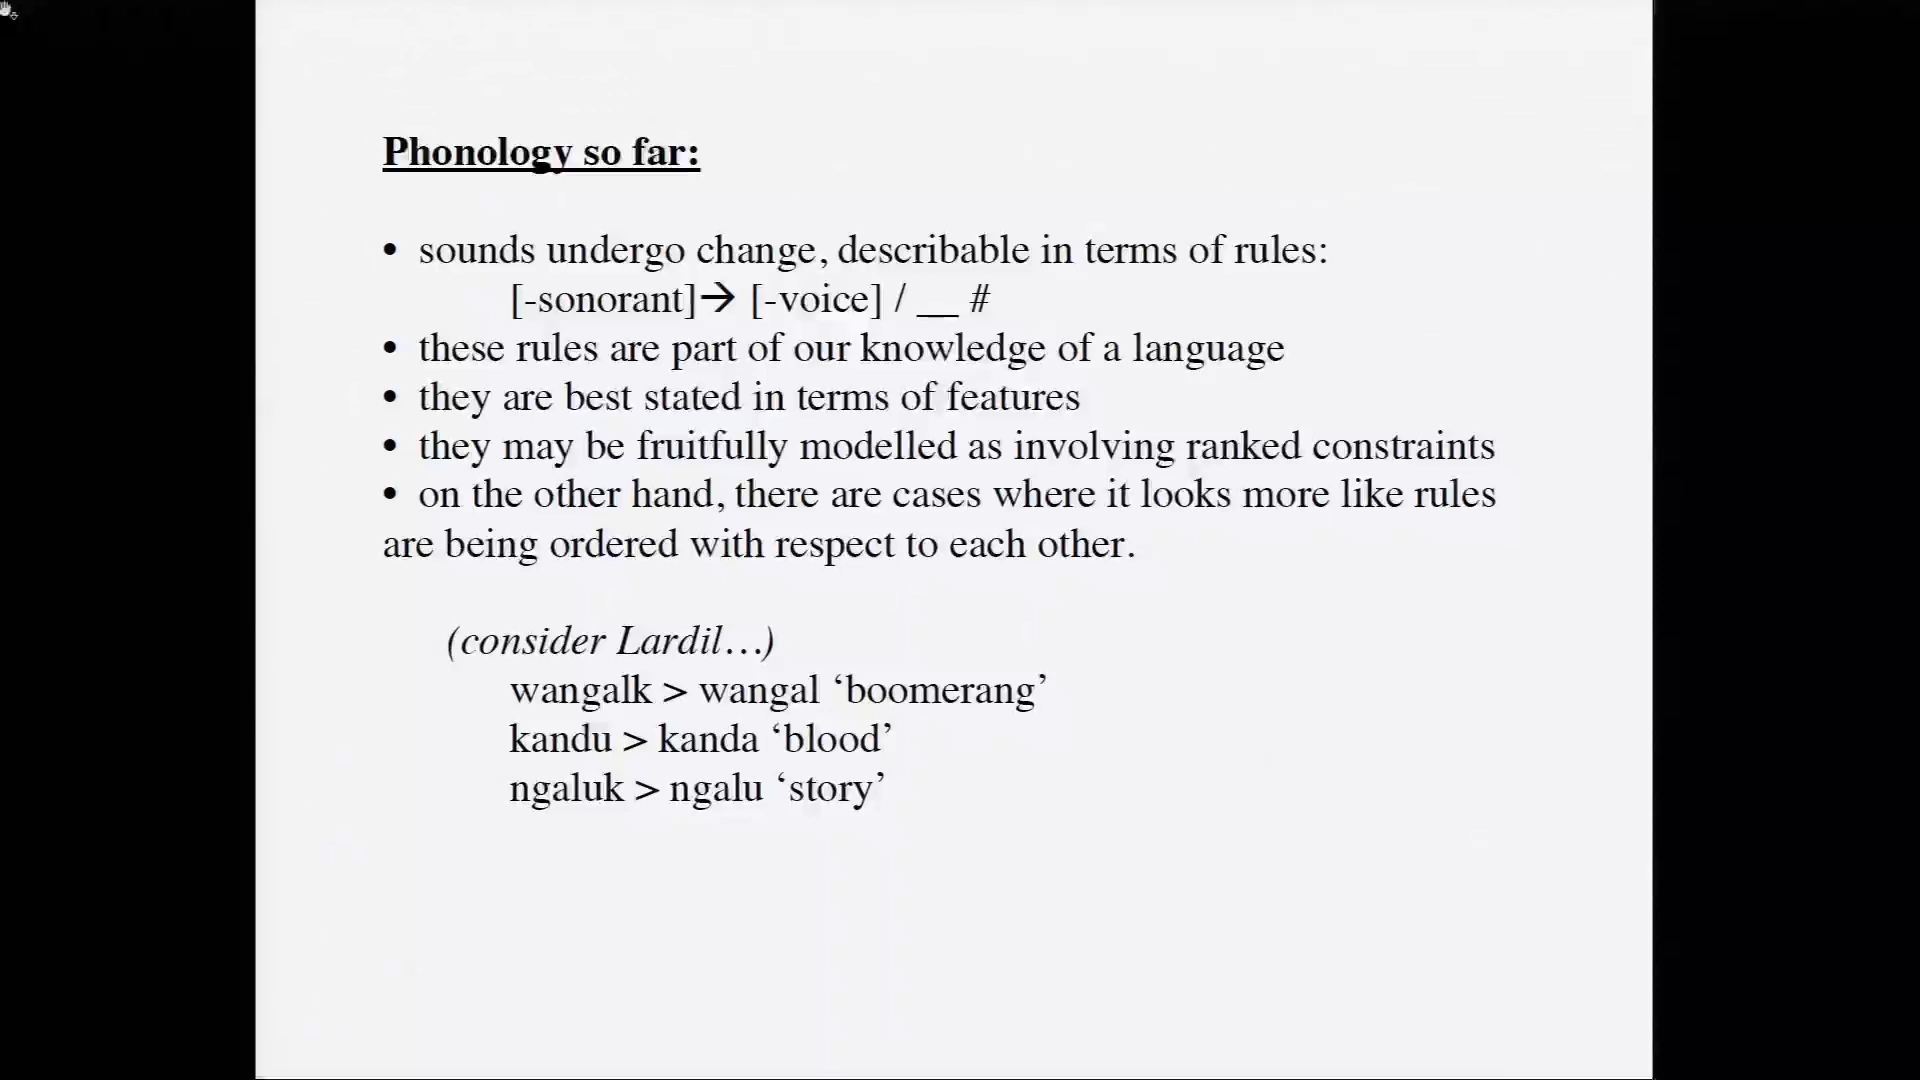 Phonology so far:
• sounds undergo change, describable in terms of rules:
[-sonorant]→ [-voice] / __ #
• these rules are part of our knowledge of a language
• they are best stated in terms of features
• they may be fruitfully modelled as involving ranked constraints
• on the other hand, there are cases where it looks more like rules
are being ordered with respect to each other.
(consider Lardil…)
wangalk > wangal ‘boomerang’
kandu > kanda ‘blood’
ngaluk > ngalu ‘story’